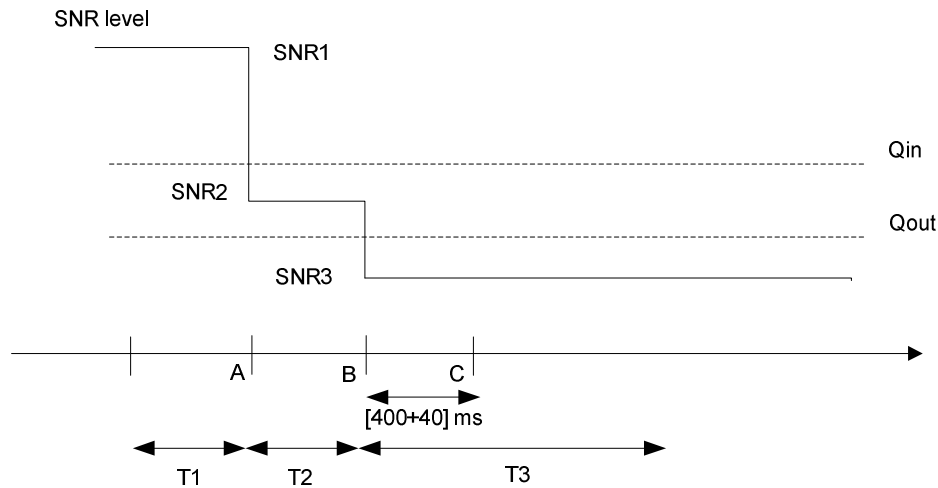 SNR level
SNR1
Qin
SNR2
Qout
SNR3
A
B
C
[400+40] ms
T1
T2
T3